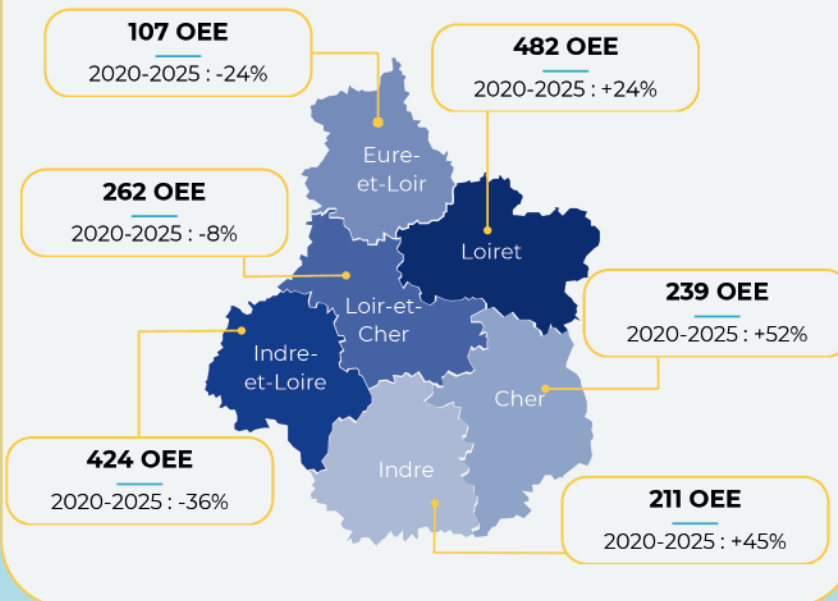 107 OEE
2020-2025 : -24%
482 OEE
2020-2025 : +24%
Eure-
et-Loir
262 OEE
2020-2025 : -8%
Loiret
239 OEE
2020-2025 : +52%
Loir-et-
Cher
Indre-
et-Loire
Cher
424 OEE
2020-2025 : -36%
Indre
211 OEE
2020-2025 : +45%